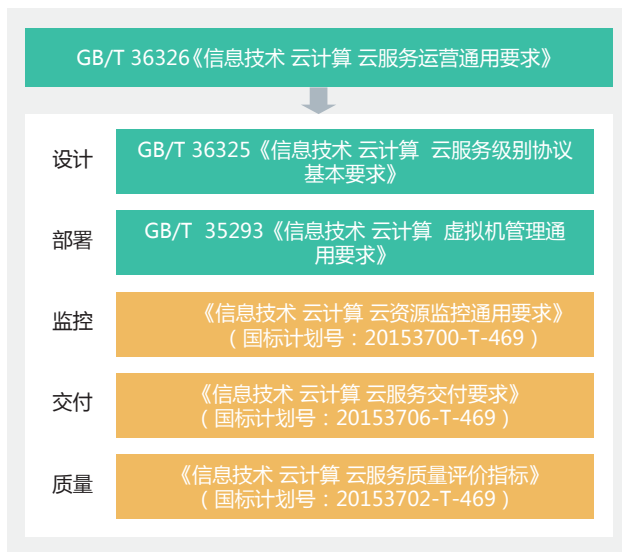 GB/T 36326《信息技术 云计算 云服务运营通用要求》
设计
GB/T 36325《信息技术 云计算 云服务级别协议
基本要求》
部署
GB/T 35293《信息技术 云计算 虚拟机管理通
用要求》
监控
《信息技术 云计算 云资源监控通用要求》
（国标计划号：20153700-T-469）
交付
《信息技术 云计算 云服务交付要求》
（国标计划号：20153706-T-469）
质量
《信息技术 云计算 云服务质量评价指标》
（国标计划号：20153702-T-469）